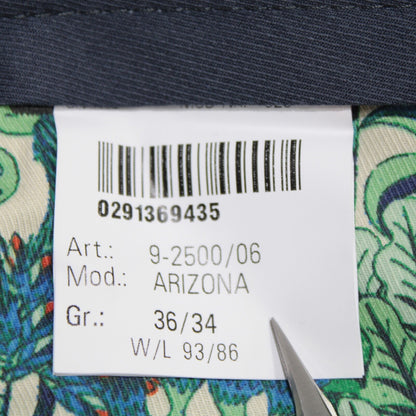 0291369435
Art.: 9-2500/06
Mod.: ARIZONA
Gr.: 36/34
W/L 93/86